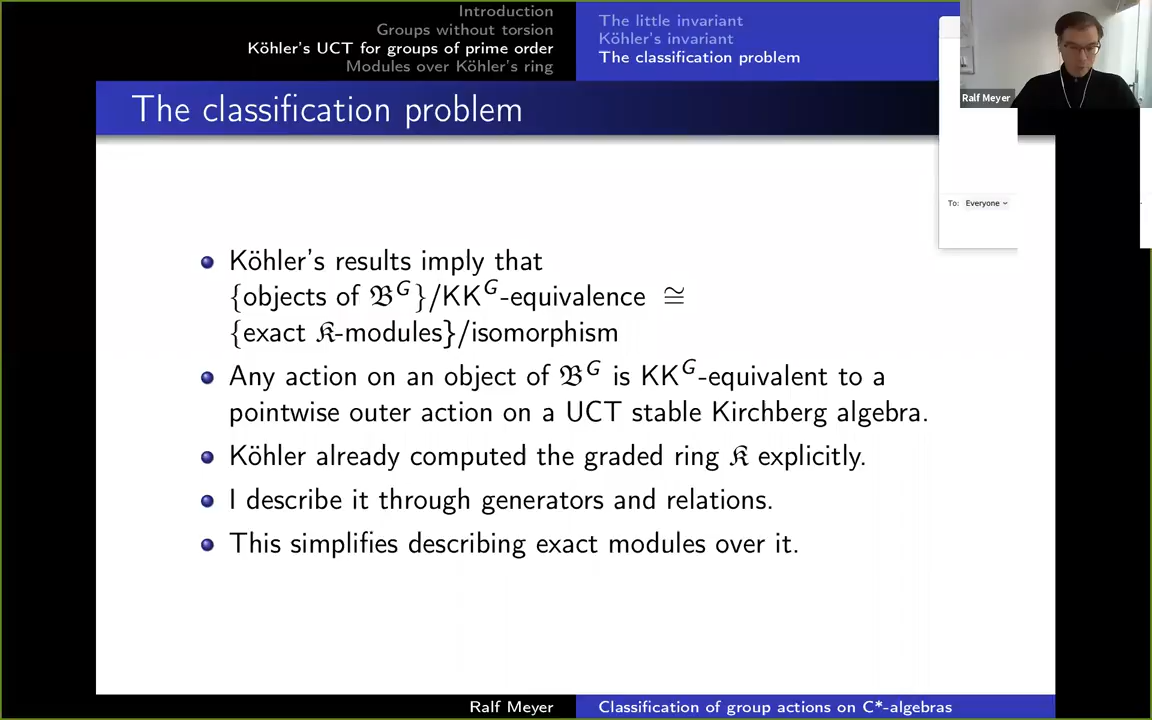 Introduction
Groups without torsion
Köhler's UCT for groups of prime order
Modules over Köhler's ring
The little invariant
Köhler's invariant
The classification problem
Ralf Meyer
The classification problem
To: Everyone
Köhler's results imply that
{objects of 𝔅^G}/KK^G-equivalence ≅
{exact 𝔎-modules}/isomorphism
Any action on an object of 𝔅^G is KK^G-equivalent to a
pointwise outer action on a UCT stable Kirchberg algebra.
Köhler already computed the graded ring 𝔎 explicitly.
I describe it through generators and relations.
This simplifies describing exact modules over it.
Ralf Meyer
Classification of group actions on C*-algebras